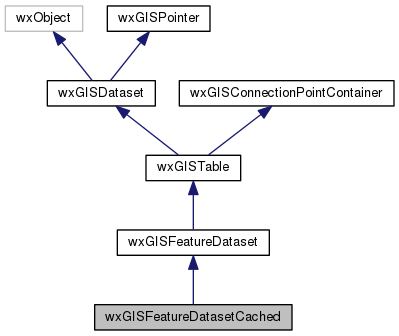 wxObject
wxGISPointer
wxGISDataset
wxGISConnectionPointContainer
wxGISTable
wxGISFeatureDataset
wxGISFeatureDatasetCached